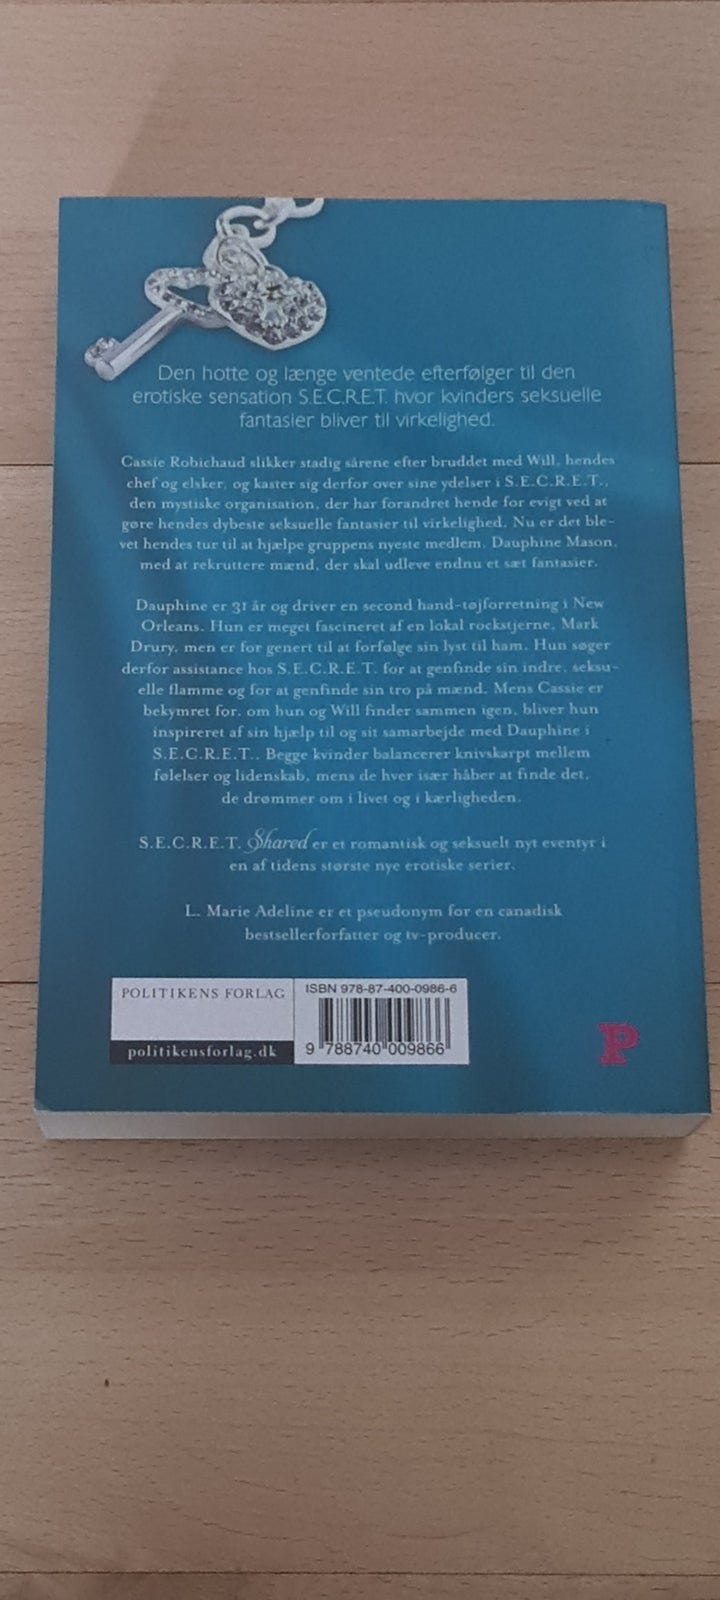 Den hotte og længe ventede efterfølger til den
erotiske sensation S.E.C.R.E.T. hvor kvinders seksuelle
fantasier bliver til virkelighed.
Cassie Robichaud slikker stadig sårene efter bruddet med Will, hendes
chef og elsker, og kaster sig derfor over sine ydelser i S.E.C.R.E.T.,
den mystiske organisation, der har forandret hende for evigt ved at
gøre hendes dybeste seksuelle fantasier til virkelighed. Nu er det ble-
vet hendes tur til at hjælpe gruppens nyeste medlem, Dauphine Mason,
med at rekruttere mænd, der skal udleve endnu et sæt fantasier.
Dauphine er 31 år og driver en second hand-tøjforretning i New
Orleans. Hun er meget fascineret af en lokal rockstjerne, Mark
Drury, men er for genert til at forfølge sin lyst til ham. Hun søger
derfor assistance hos S.E.C.R.E.T. for at genfinde sin indre, seksu-
elle flamme og for at genfinde sin tro på mænd. Mens Cassie er
bekymret for, om hun og Will finder sammen igen, bliver hun
inspireret af sin hjælp til og sit samarbejde med Dauphine i
S.E.C.R.E.T.. Begge kvinder balancerer knivskarpt mellem
følelser og lidenskab, mens de hver især håber at finde det,
de drømmer om i livet og i kærligheden.
S.E.C.R.E.T. Shared er et romantisk og seksuelt nyt eventyr i
en af tidens største nye erotiske serier.
L. Marie Adeline er et pseudonym for en canadisk
bestsellerforfatter og tv-producer.
POLITIKENS FORLAG
politikensforlag.dk
ISBN 978-87-400-0986-6
9 788740 009866
P